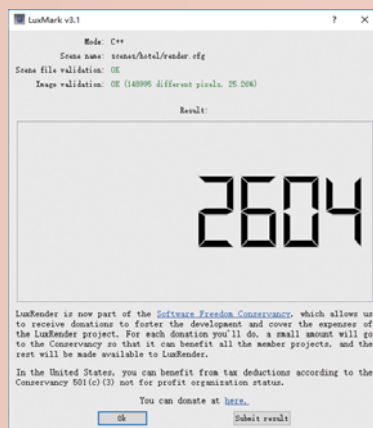 LuxMark v3.1
Mode: C++
Scene name: scenes/hotel/render.cfg
Scene file validation: OK
Image validation: OK (148995 different pixels, 25.26%)
Result:
2604
LuxRender is now part of the Software Freedom Conservancy, which allows us
to receive donations to foster the development and cover the expenses of
the LuxRender project. For each donation you'll do, a small amount will go
to the Conservancy so that it can benefit all the member projects, and the
rest will be made available to LuxRender.
In the United States, you can benefit from tax deductions according to the
Conservancy 501(c)(3) not for profit organization status.
You can donate at here.
Ok
Submit result